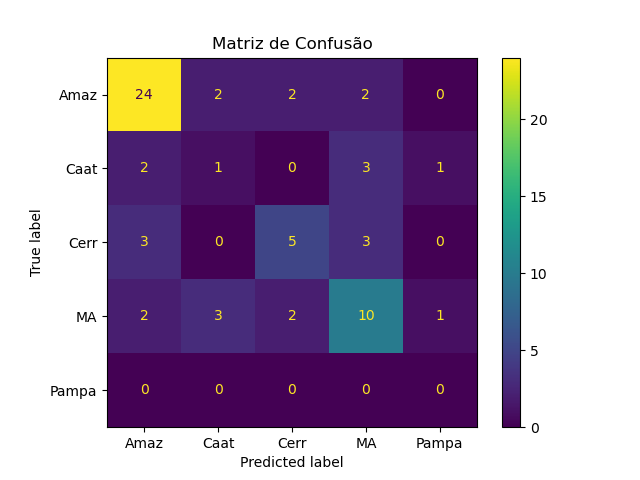 Matriz de Confusão
Amaz 24 2 2 2 0
Caat 2 1 0 3 1
Cerr 3 0 5 3 0
MA 2 3 2 10 1
Pampa 0 0 0 0 0
Amaz Caat Cerr MA Pampa
Predicted label
True label
20
15
10
5
0